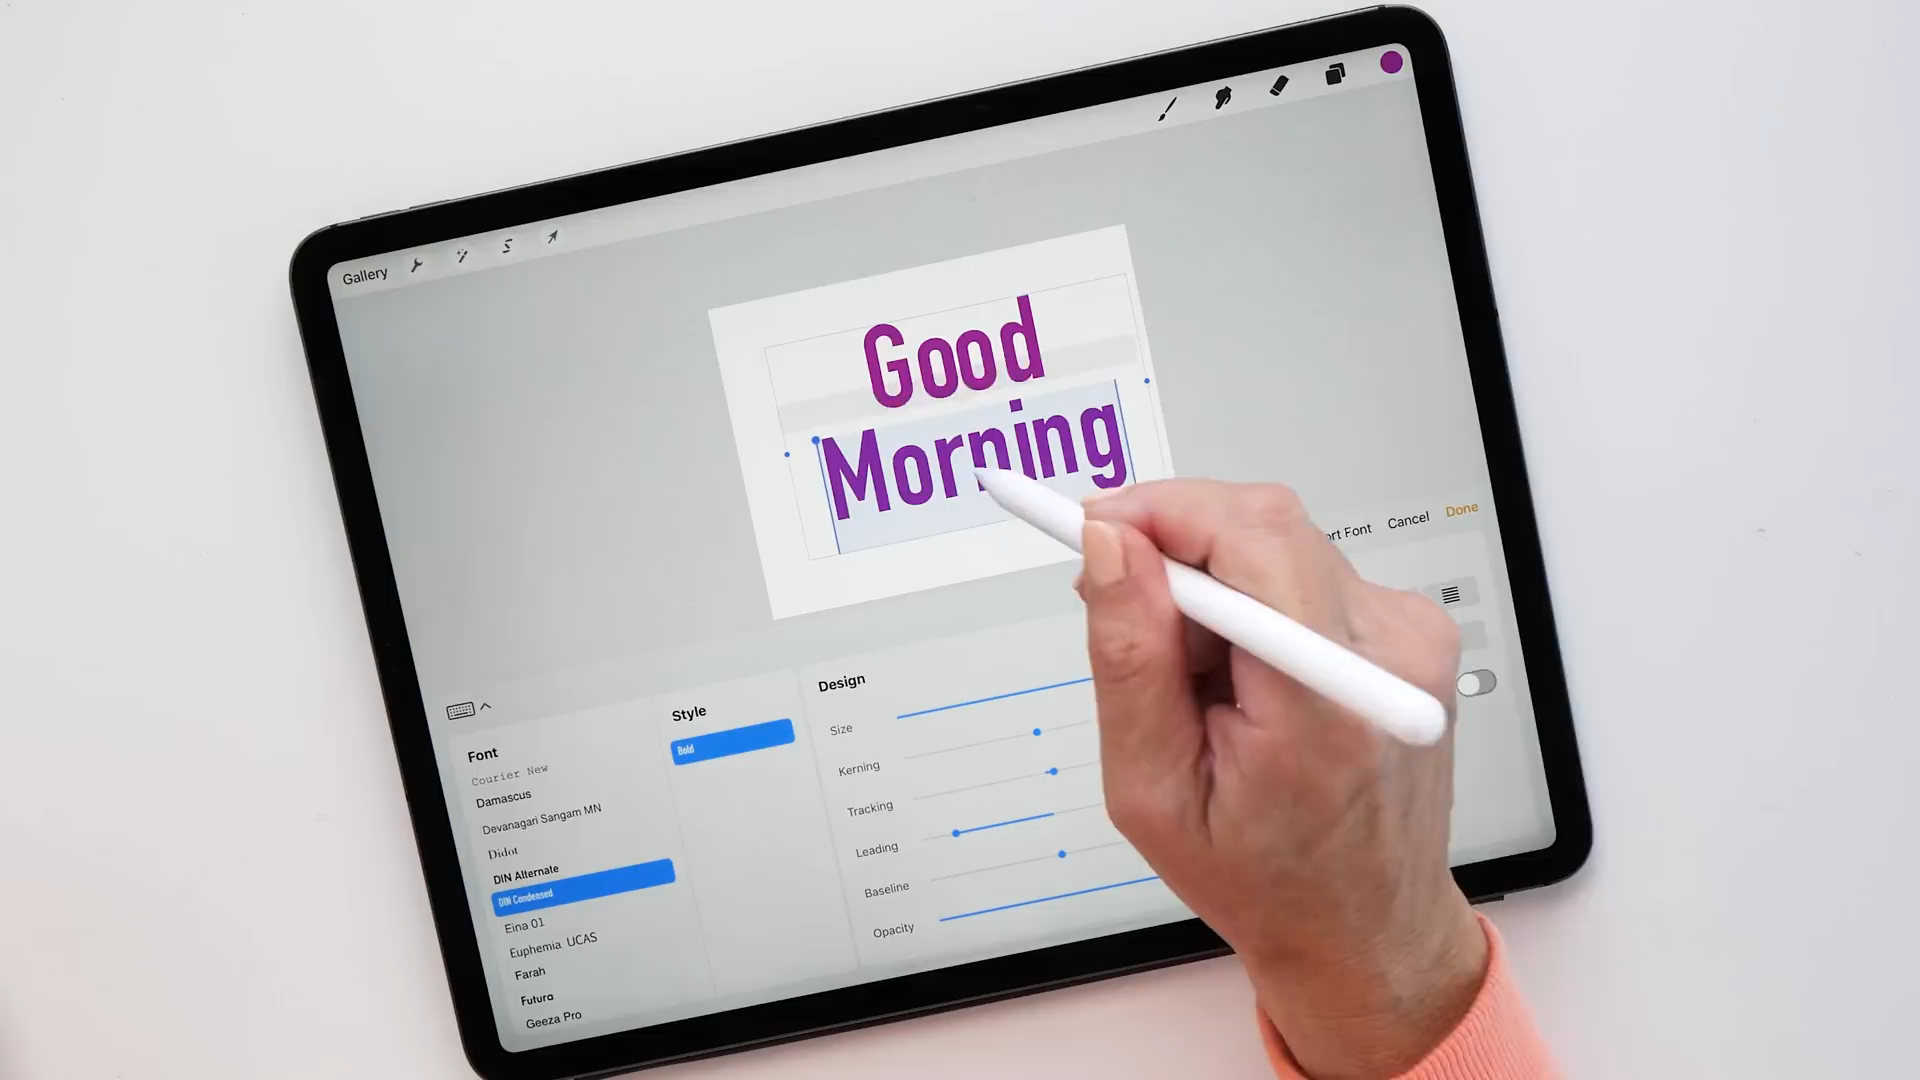 Gallery
Good
Morning
rt Font
Cancel
Done
Font
Courier New
Damascus
Devanagari Sangam MN
Didot
DIN Alternate
DIN Condensed
Eina 01
Euphemia UCAS
Farah
Futura
Geeza Pro
Style
Bold
Design
Size
Kerning
Tracking
Leading
Baseline
Opacity